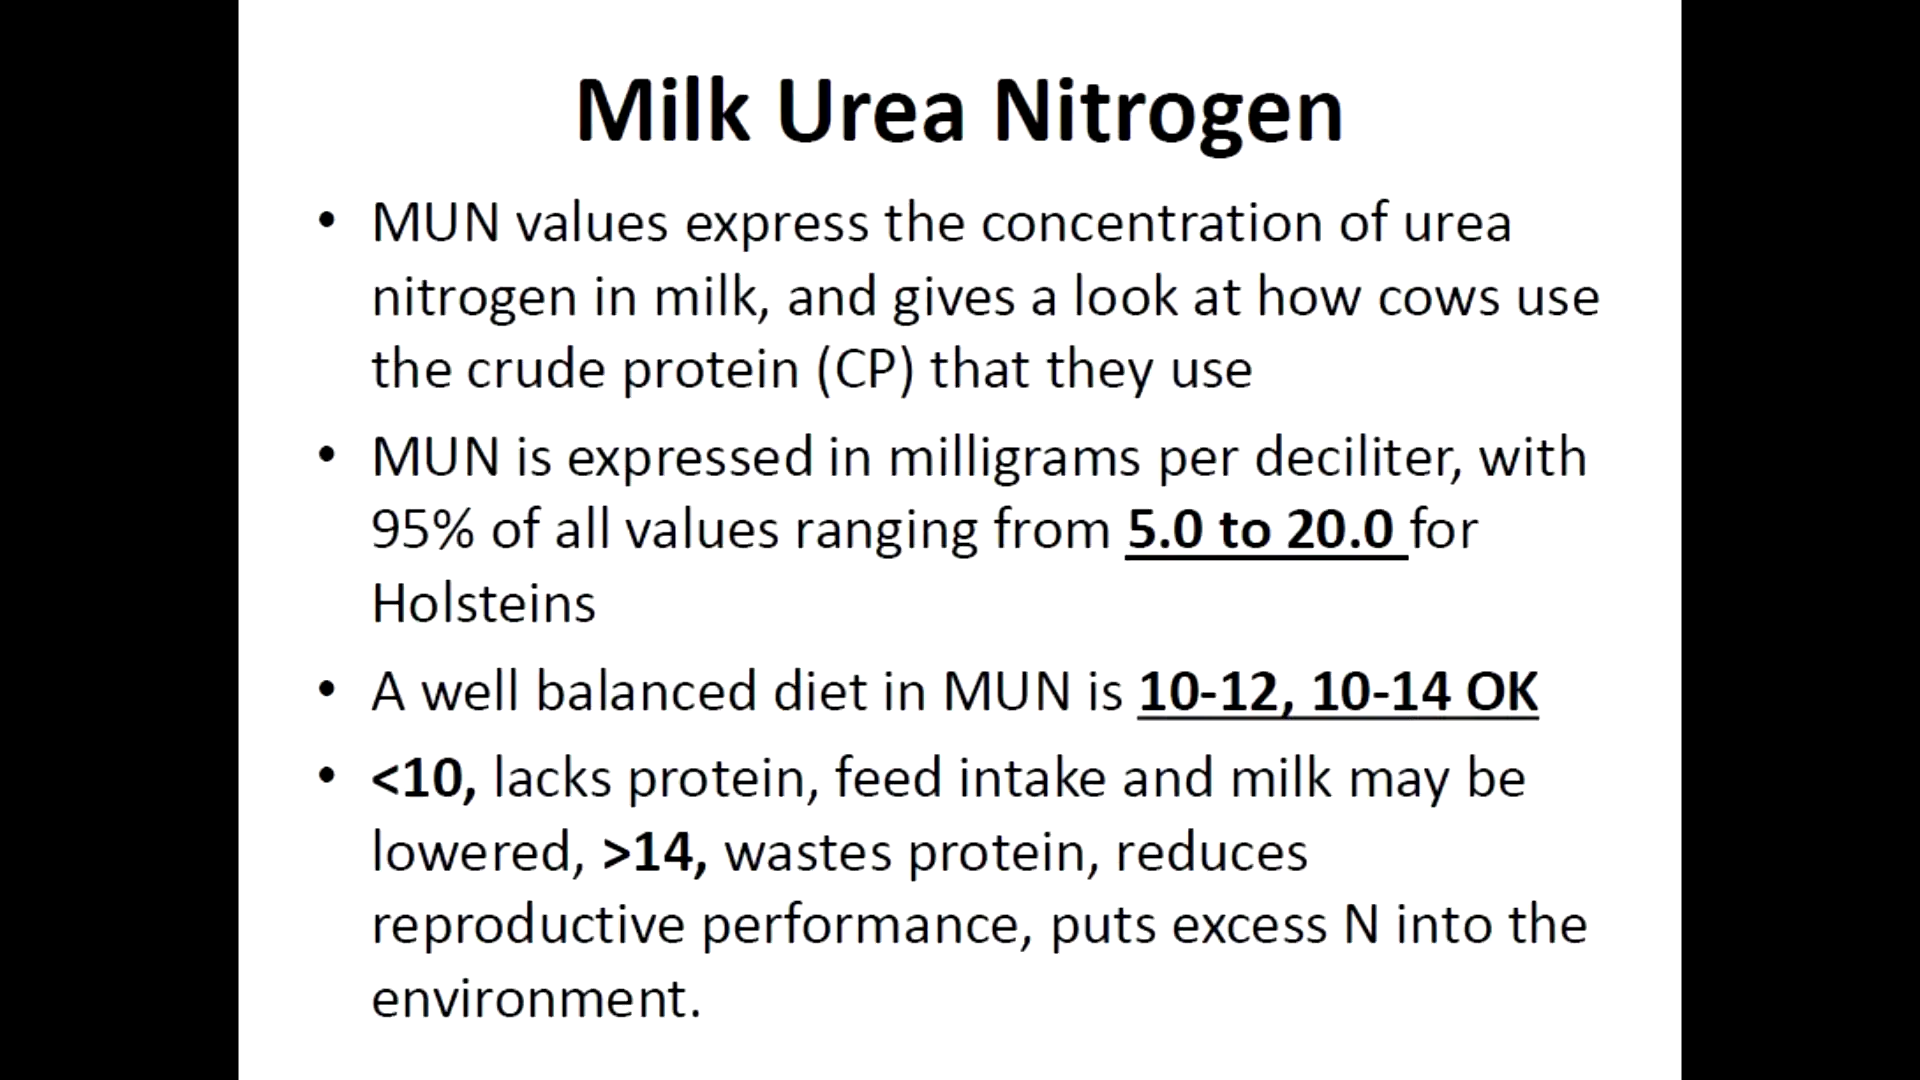 Milk Urea Nitrogen
• MUN values express the concentration of urea
nitrogen in milk, and gives a look at how cows use
the crude protein (CP) that they use
• MUN is expressed in milligrams per deciliter, with
95% of all values ranging from 5.0 to 20.0 for
Holsteins
• A well balanced diet in MUN is 10-12, 10-14 OK
• <10, lacks protein, feed intake and milk may be
lowered, >14, wastes protein, reduces
reproductive performance, puts excess N into the
environment.